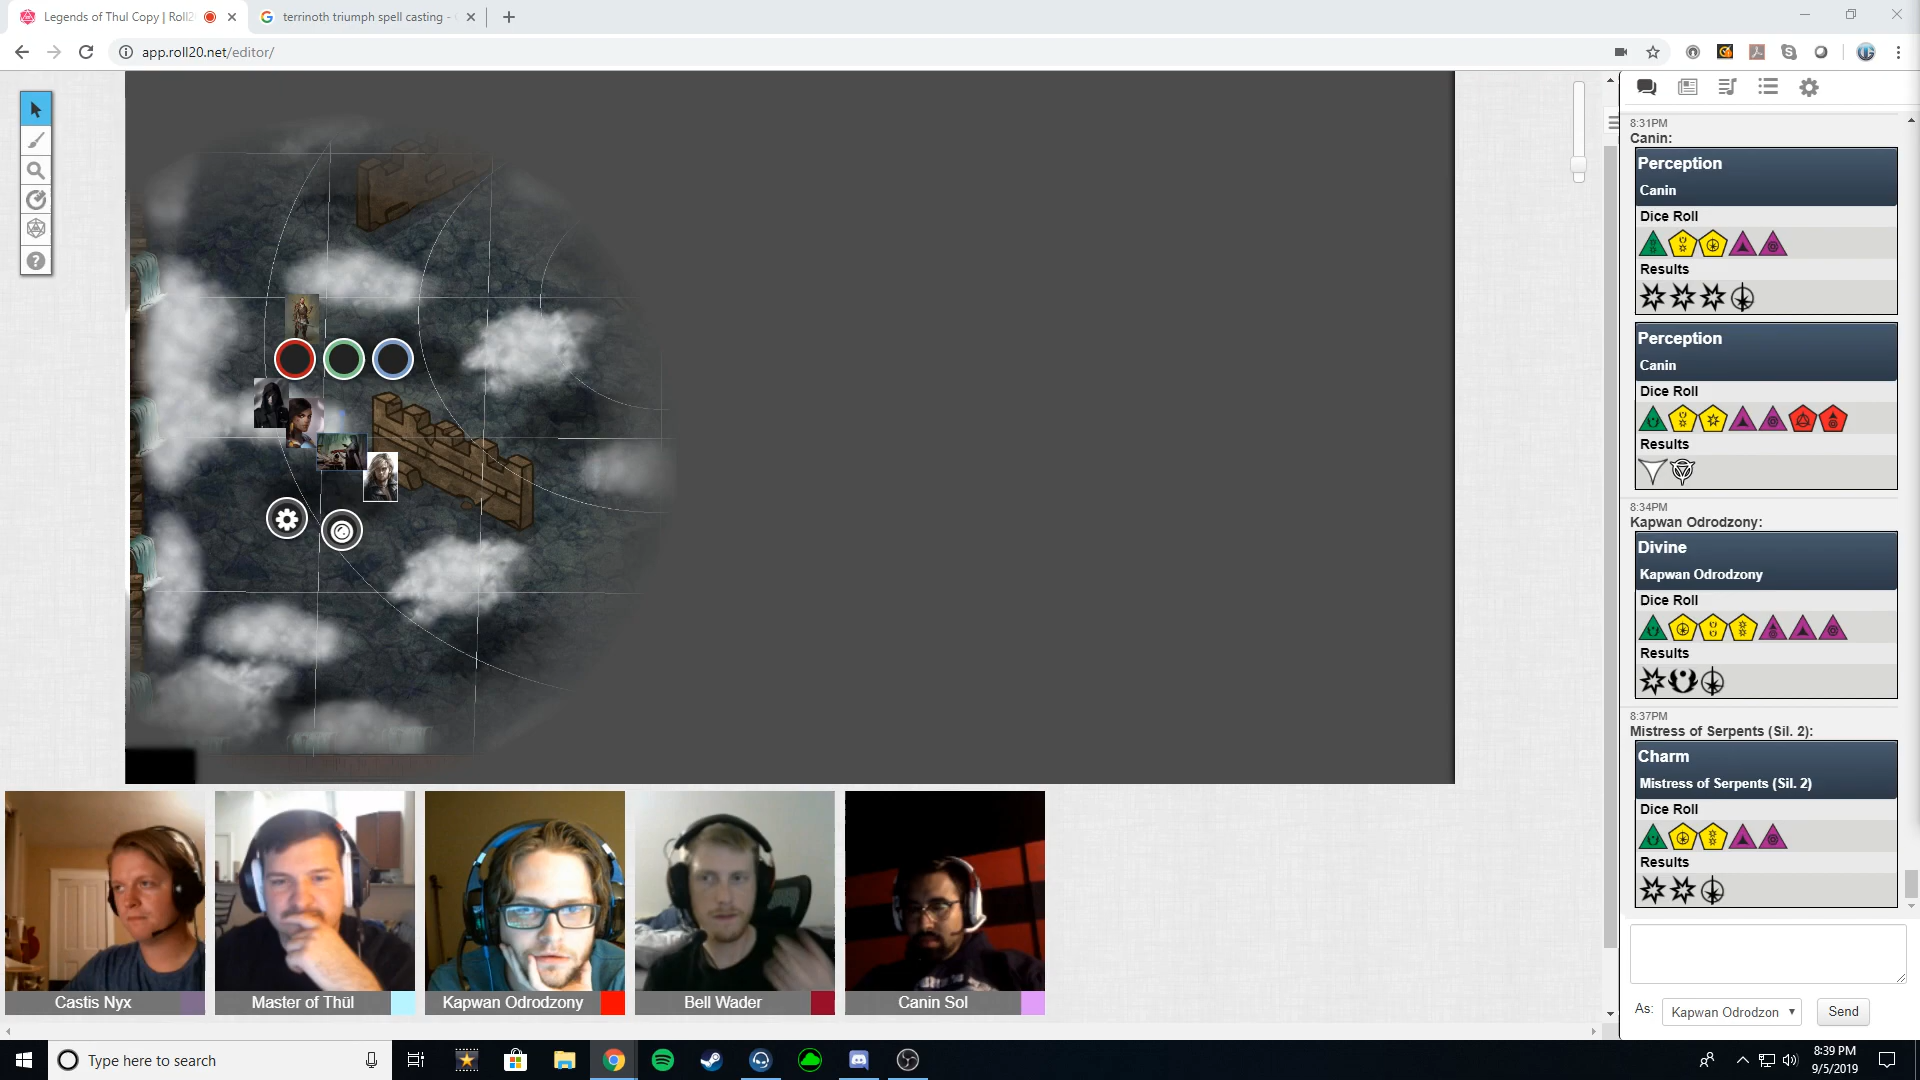 Legends of Thul Copy | Roll2
terrinoth triumph spell casting -
app.roll20.net/editor/
8:31PM
Canin:
Perception
Canin
Dice Roll
Results
Perception
Canin
Dice Roll
Results
8:34PM
Kapwan Odrodzony:
Divine
Kapwan Odrodzony
Dice Roll
Results
8:37PM
Mistress of Serpents (Sil. 2):
Charm
Mistress of Serpents (Sil. 2)
Dice Roll
Results
As:
Kapwan Odrodzon
Send
Castis Nyx
Master of Thül
Kapwan Odrodzony
Bell Wader
Canin Sol
Type here to search
8:39 PM
9/5/2019